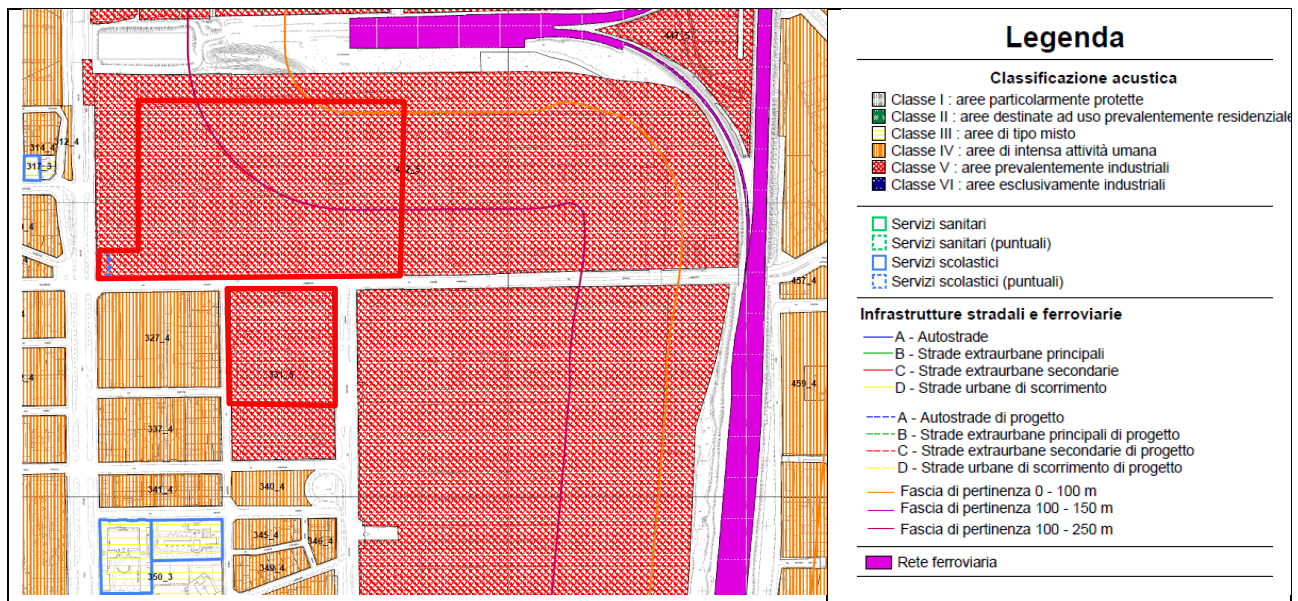 447_5
314_4
312_4
317_3
327_4
337_4
341_4
340_4
345_4
346_4
349_4
350_3
457_4
459_4
Legenda
Classificazione acustica
Classe I : aree particolarmente protette
Classe II : aree destinate ad uso prevalentemente residenziale
Classe III : aree di tipo misto
Classe IV : aree di intensa attività umana
Classe V : aree prevalentemente industriali
Classe VI : aree esclusivamente industriali
Servizi sanitari
Servizi sanitari (puntuali)
Servizi scolastici
Servizi scolastici (puntuali)
Infrastrutture stradali e ferroviarie
A - Autostrade
B - Strade extraurbane principali
C - Strade extraurbane secondarie
D - Strade urbane di scorrimento
A - Autostrade di progetto
B - Strade extraurbane principali di progetto
C - Strade extraurbane secondarie di progetto
D - Strade urbane di scorrimento di progetto
Fascia di pertinenza 0 - 100 m
Fascia di pertinenza 100 - 150 m
Fascia di pertinenza 100 - 250 m
Rete ferroviaria